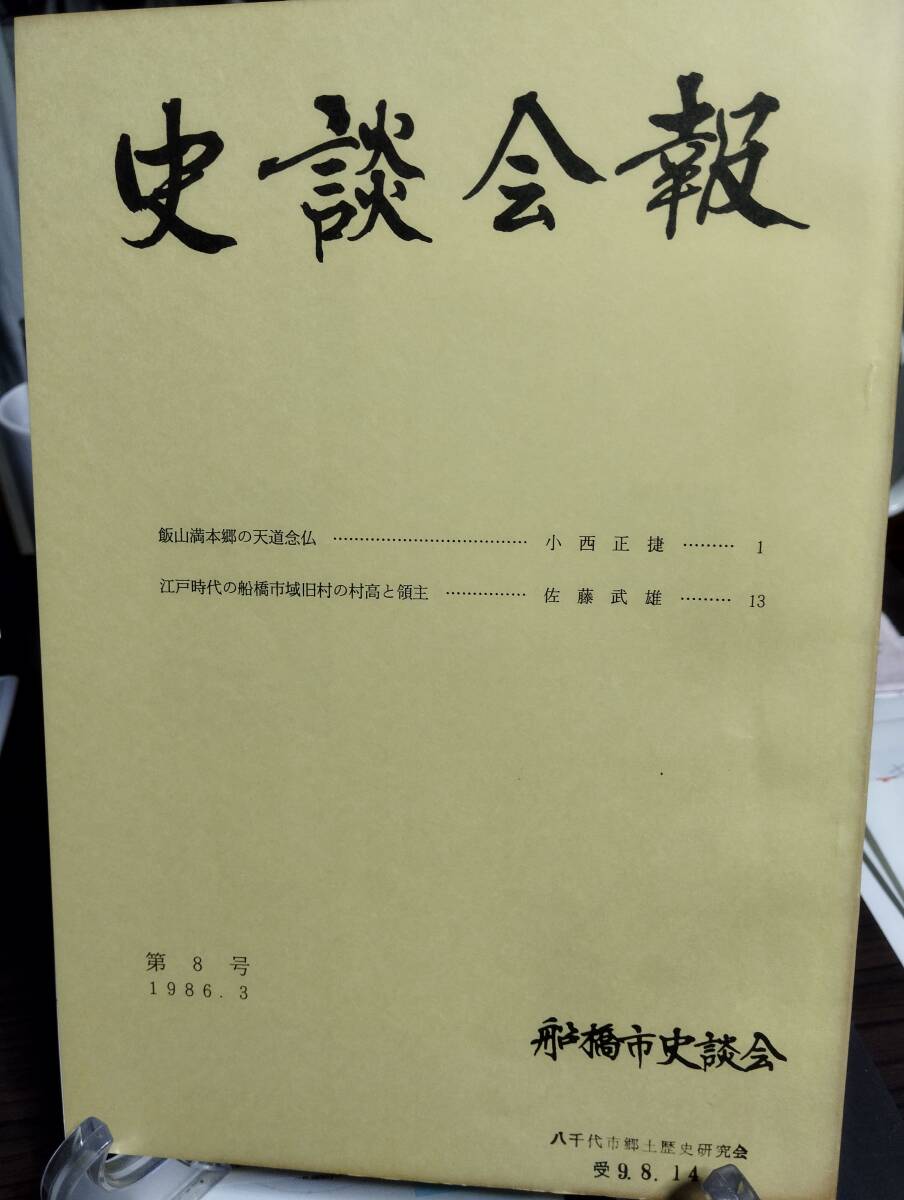 史談会報
飯山満本郷の天道念仏 …………………………… 小西正捷 ……… 1
江戸時代の船橋市域旧村の村高と領主 …………… 佐藤武雄 ……… 13
第8号
1986.3
船橋市史談会
八千代市郷土歴史研究会
受9.8.14